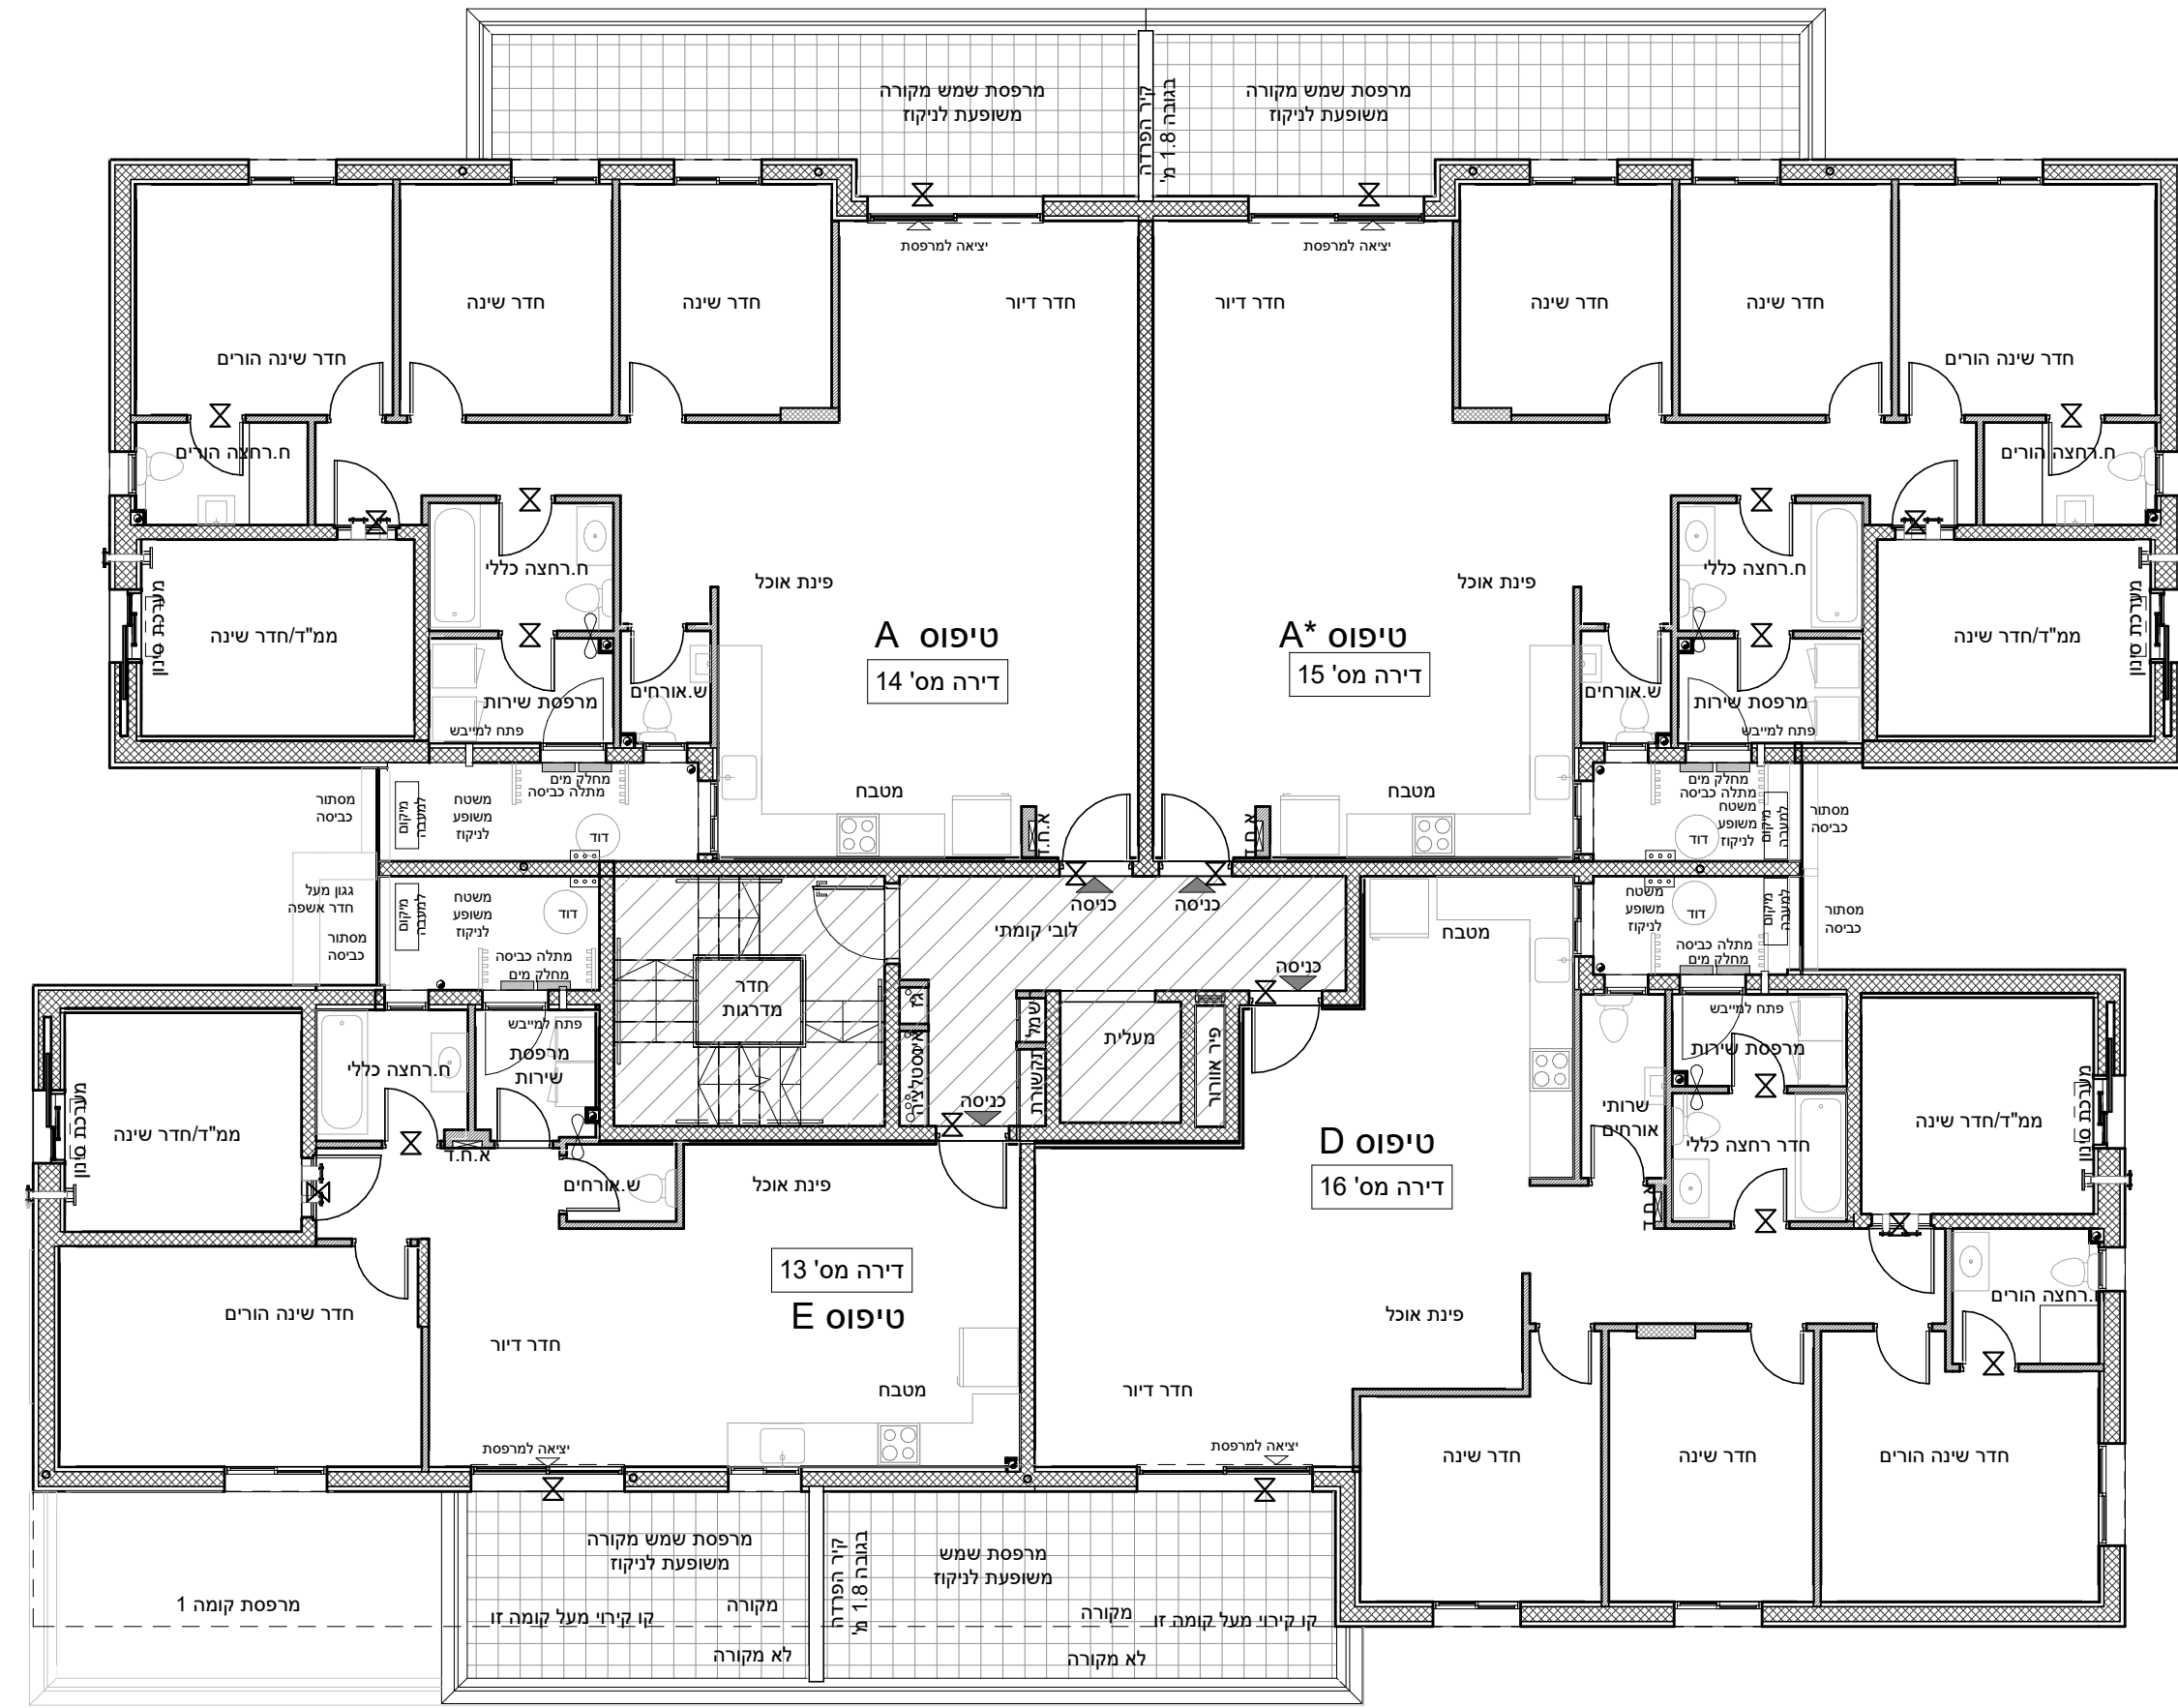 מרפסת שמש מקורה
משופעת לניקוז
קיר הפרדה
בגובה 1.8 מ'
מרפסת שמש מקורה
משופעת לניקוז
יציאה למרפסת
יציאה למרפסת
חדר שינה הורים
חדר שינה
חדר שינה
חדר דיור
חדר דיור
חדר שינה
חדר שינה
חדר שינה הורים
ח.רחצה הורים
ח.רחצה הורים
ח.רחצה כללי
פינת אוכל
פינת אוכל
ח.רחצה כללי
מערכת סינון
ממ"ד/חדר שינה
טיפוס A
דירה מס' 14
טיפוס A*
דירה מס' 15
ממ"ד/חדר שינה
מערכת סינון
מרפסת שירות
פתח למייבש
ש.אורחים
ש.אורחים
מרפסת שירות
פתח למייבש
מסתור
כביסה
מיקום
למעבה
משטח
משופע
לניקוז
מחלק מים
מתלה כביסה
דוד
מטבח
א.ח.ד
א.ח.ד
מטבח
מחלק מים
מתלה כביסה
משטח
משופע
לניקוז
דוד
מיקום
למעבה
מסתור
כביסה
גגון מעל
חדר אשפה
מסתור
כביסה
מיקום
למעבה
משטח
משופע
לניקוז
דוד
מתלה כביסה
מחלק מים
כניסה
כניסה
לובי קומתי
כניסה
מטבח
משטח
משופע
לניקוז
דוד
מיקום
למעבה
מתלה כביסה
מחלק מים
מסתור
כביסה
חדר
מדרגות
גז
אינסטלציה
שמל
תקשורת
מעלית
פיר אוורור
כניסה
פתח למייבש
מרפסת
שירות
ח.רחצה כללי
א.ח.ד
מערכת סינון
ממ"ד/חדר שינה
ש.אורחים
פינת אוכל
פתח למייבש
מרפסת שירות
שרותי
אורחים
חדר רחצה כללי
א.ח.ד
ממ"ד/חדר שינה
מערכת סינון
טיפוס D
דירה מס' 16
דירה מס' 13
טיפוס E
חדר שינה הורים
חדר דיור
מטבח
יציאה למרפסת
פינת אוכל
חדר דיור
יציאה למרפסת
ח.רחצה הורים
חדר שינה
חדר שינה
חדר שינה הורים
מרפסת קומה 1
מרפסת שמש מקורה
משופעת לניקוז
מקורה
קו קירוי מעל קומה זו
לא מקורה
קיר הפרדה
בגובה 1.8 מ'
מרפסת שמש
משופעת לניקוז
מקורה
קו קירוי מעל קומה זו
לא מקורה